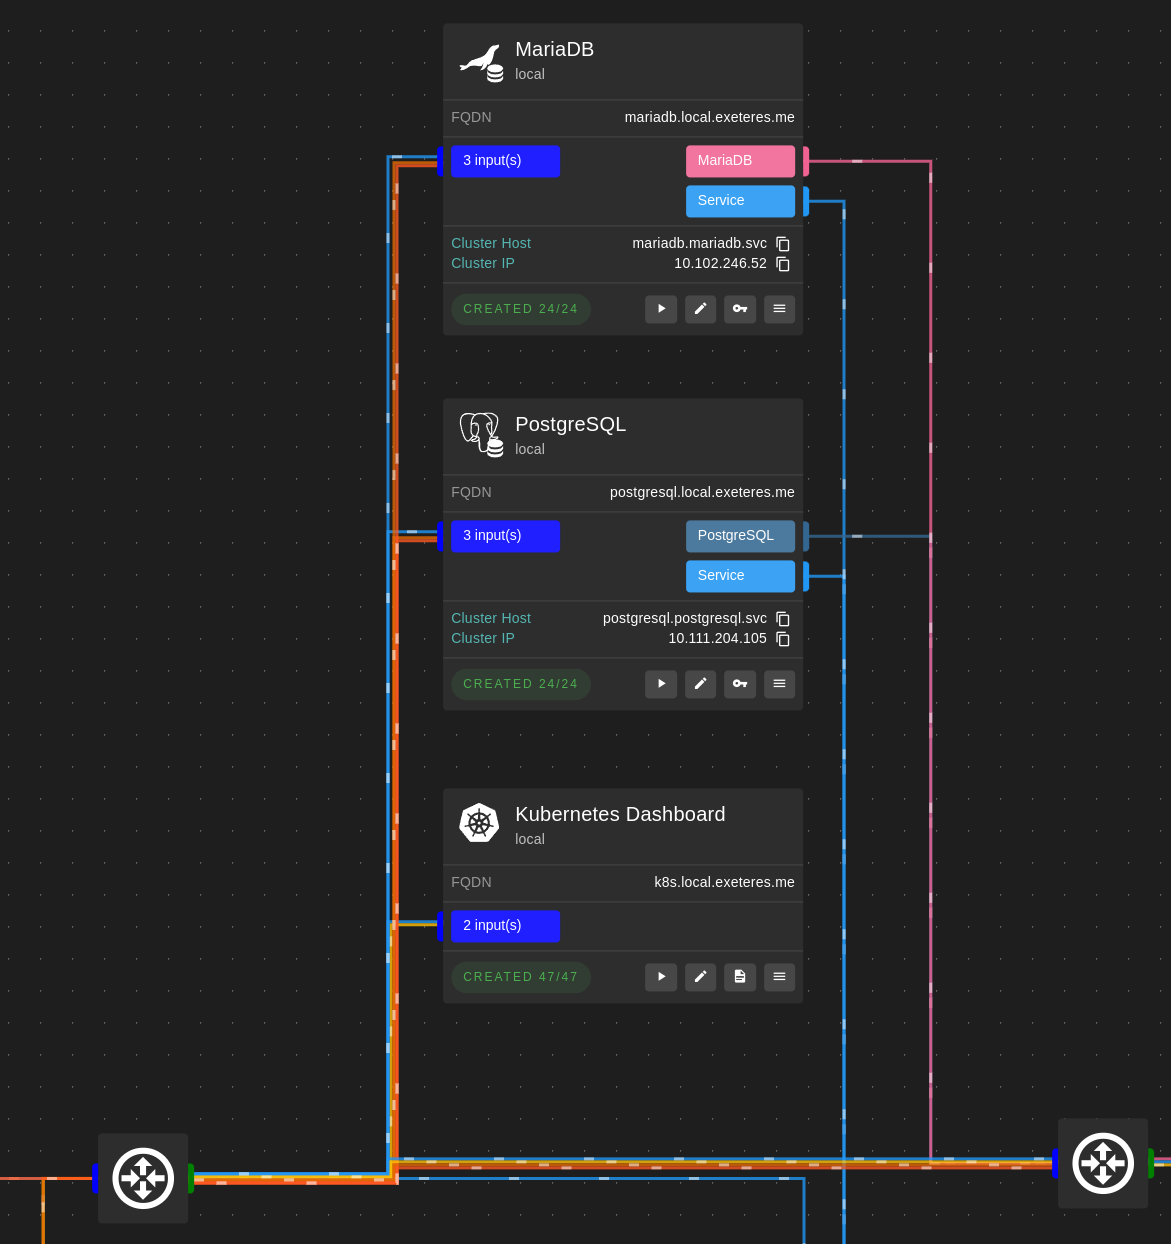 MariaDB
local
FQDN mariadb.local.exeteres.me
3 input(s) MariaDB
Service
Cluster Host mariadb.mariadb.svc
Cluster IP 10.102.246.52
CREATED 24/24
PostgreSQL
local
FQDN postgresql.local.exeteres.me
3 input(s) PostgreSQL
Service
Cluster Host postgresql.postgresql.svc
Cluster IP 10.111.204.105
CREATED 24/24
Kubernetes Dashboard
local
FQDN k8s.local.exeteres.me
2 input(s)
CREATED 47/47